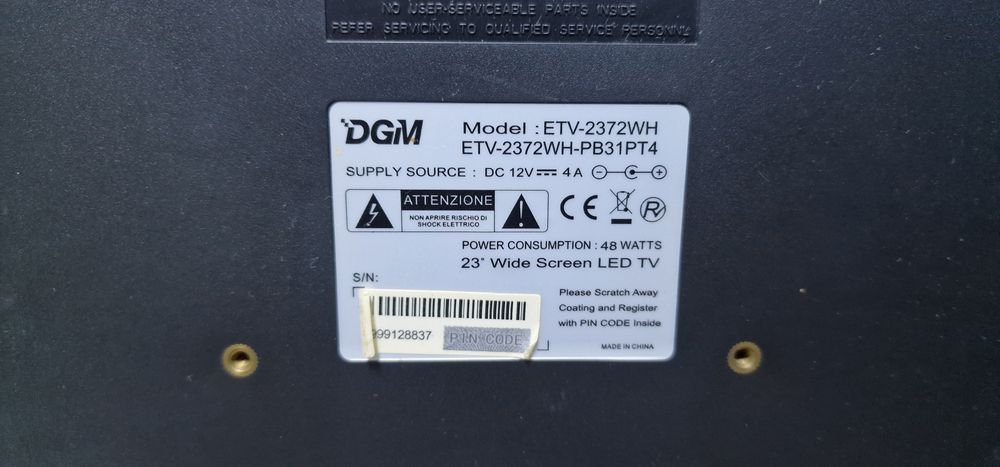 NO USER-SERVICEABLE PARTS INSIDE
REFER SERVICING TO QUALIFIED SERVICE PERSONNL
DGM
Model : ETV-2372WH
ETV-2372WH-PB31PT4
SUPPLY SOURCE : DC 12V 4 A
ATTENZIONE
NON APRIRE RISCHIO DI
SHOCK ELETTRICO
CE
POWER CONSUMPTION : 48 WATTS
23" Wide Screen LED TV
S/N:
999128837
PIN CODE
Please Scratch Away
Coating and Register
with PIN CODE Inside
MADE IN CHINA